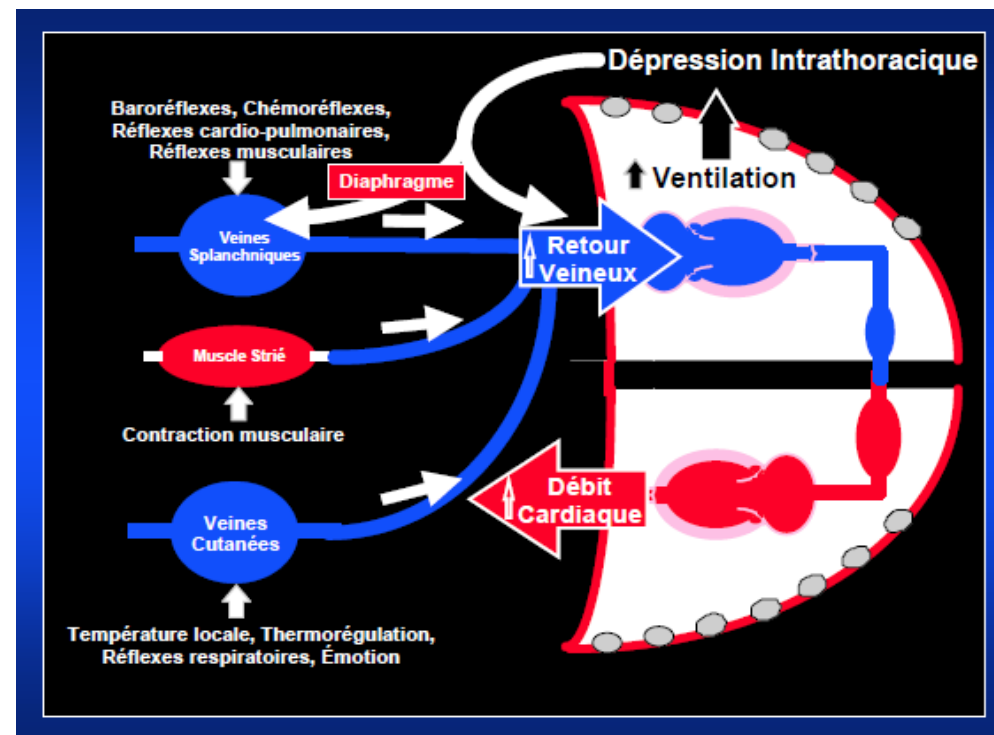 Dépression Intrathoracique
Baroréflexes, Chémoréflexes,
Réflexes cardio-pulmonaires,
Réflexes musculaires
Diaphragme
Ventilation
Veines
Splanchniques
Retour
Veineux
Muscle Strié
Contraction musculaire
Débit
Cardiaque
Veines
Cutanées
Température locale, Thermorégulation,
Réflexes respiratoires, Émotion